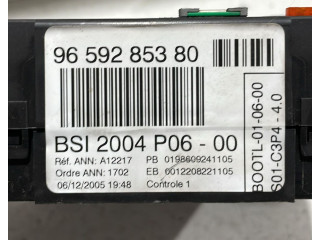 96 592 853 80
BSI 2004 P06 - 00
Réf. ANN: A12217 PB 0198609241105
Ordre ANN: 1702 EB 0012208221105
06/12/2005 19:48 Controle 1
BOOTL-01-06-00
S01-C3P4 - 4.0